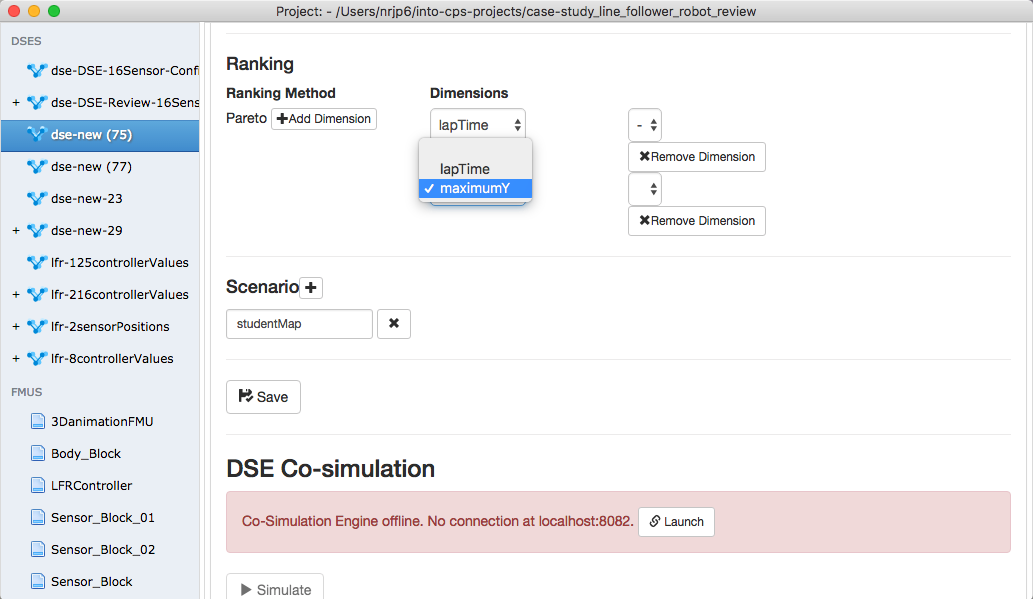 Project: - /Users/nrjp6/into-cps-projects/case-study_line_follower_robot_review
DSES
dse-DSE-16Sensor-Confi
+ dse-DSE-Review-16Sens
dse-new (75)
dse-new (77)
dse-new-23
+ dse-new-29
lfr-125controllerValues
+ lfr-216controllerValues
+ lfr-2sensorPositions
+ lfr-8controllerValues
FMUS
3DanimationFMU
Body_Block
LFRController
Sensor_Block_01
Sensor_Block_02
Sensor_Block
Ranking
Ranking Method
Dimensions
Pareto
Add Dimension
lapTime
-
lapTime
✓ maximumY
Remove Dimension
Remove Dimension
Scenario
studentMap
Save
DSE Co-simulation
Co-Simulation Engine offline. No connection at localhost:8082.
Launch
Simulate